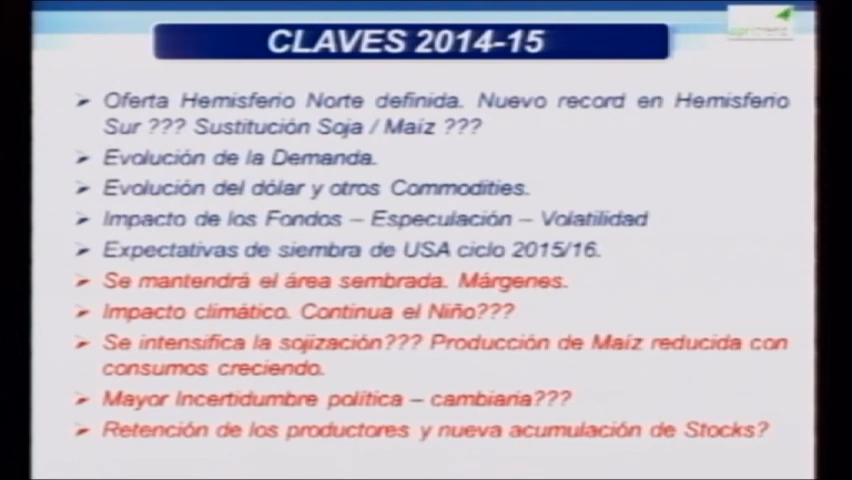 CLAVES 2014-15
Oferta Hemisferio Norte definida. Nuevo record en Hemisferio
Sur ??? Sustitución Soja / Maíz ???
Evolución de la Demanda.
Evolución del dólar y otros Commodities.
Impacto de los Fondos – Especulación – Volatilidad
Expectativas de siembra de USA ciclo 2015/16.
Se mantendrá el área sembrada. Márgenes.
Impacto climático. Continua el Niño???
Se intensifica la sojización??? Producción de Maíz reducida con
consumos creciendo.
Mayor Incertidumbre política – cambiaria???
Retención de los productores y nueva acumulación de Stocks?